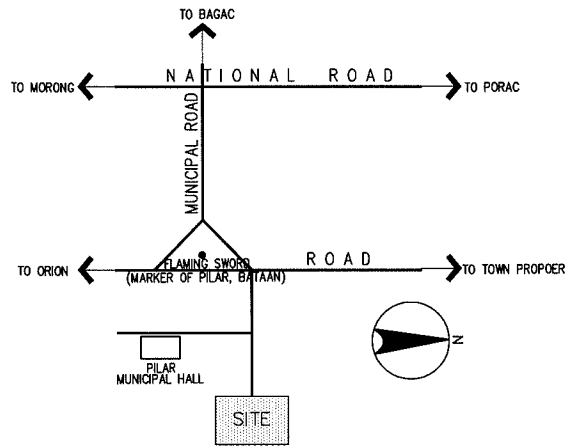 TO BAGAC
NATIONAL ROAD
TO MORONG
TO PORAC
MUNICIPAL ROAD
ROAD
FLAMING SWORD
(MARKER OF PILAR, BATAAN)
TO ORION
TO TOWN PROPOER
N
PILAR
MUNICIPAL HALL
SITE